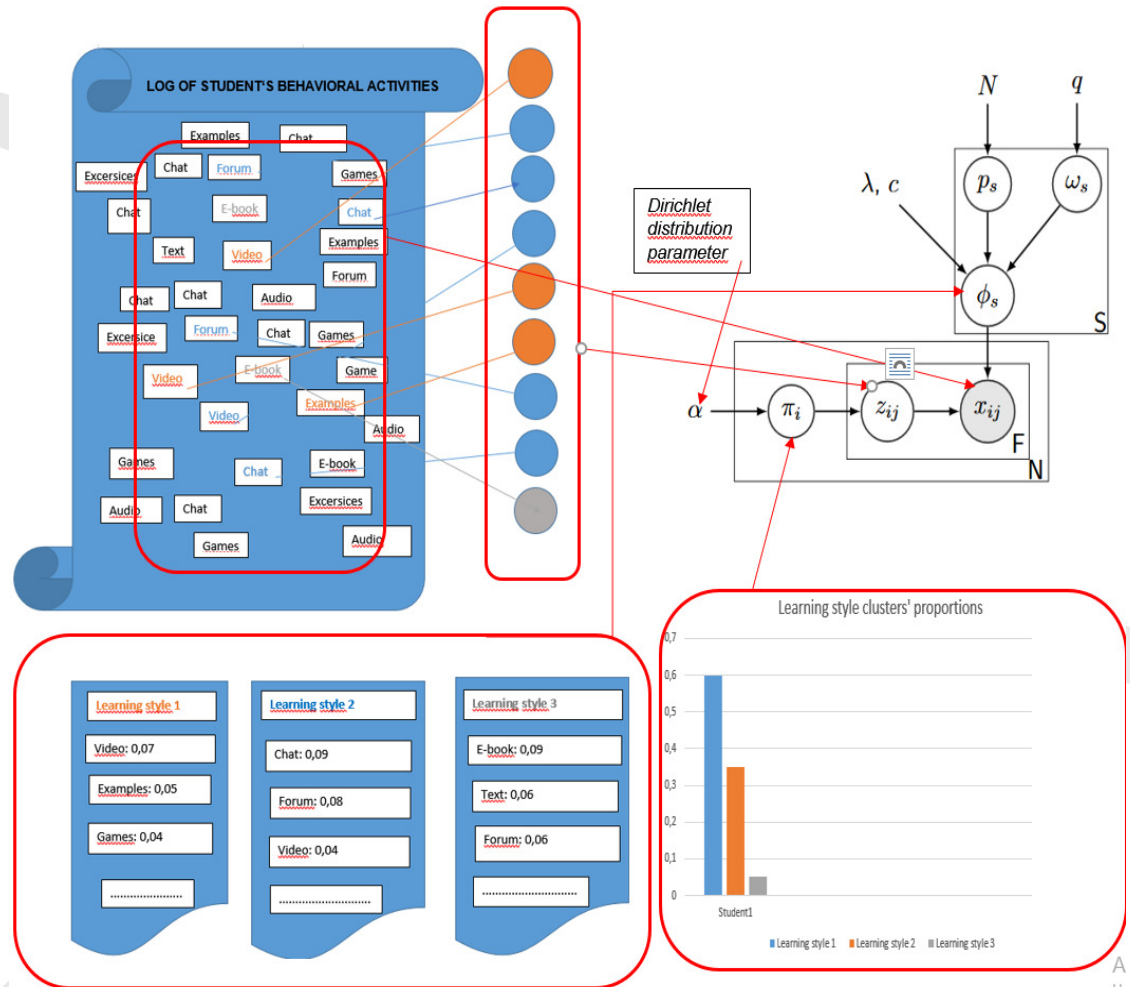 LOG OF STUDENT'S BEHAVIORAL ACTIVITIES
Examples
Chat
Excersices
Chat
Forum
Games
Chat
E-book
Chat
Text
Video
Examples
Forum
Chat
Chat
Audio
Excersice
Forum
Chat
Games
Video
E-book
Game
Video
Examples
Audio
Games
Chat
E-book
Excersices
Audio
Chat
Games
Audio
Dirichlet
distribution
parameter
N
q
λ, c
p_s
ω_s
ϕ_s
S
α
π_i
z_ij
x_ij
F
N
Learning style 1
Video: 0,07
Examples: 0,05
Games: 0,04
......................
Learning style 2
Chat: 0,09
Forum: 0,08
Video: 0,04
...........................
Learning style 3
E-book: 0,09
Text: 0,06
Forum: 0,06
...........................
Learning style clusters' proportions
0,7
0,6
0,5
0,4
0,3
0,2
0,1
0
Student1
Learning style 1 Learning style 2 Learning style 3
A